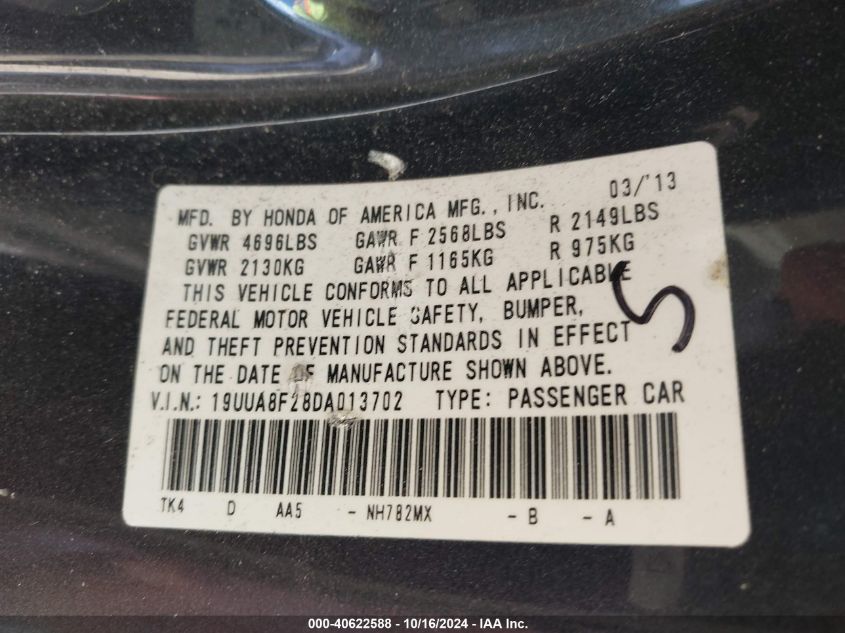 MFD. BY HONDA OF AMERICA MFG., INC. 03/'13
GVWR 4696LBS GAWR F 2568LBS R 2149LBS
GVWR 2130KG GAWR F 1165KG R 975KG
THIS VEHICLE CONFORMS TO ALL APPLICABLE
FEDERAL MOTOR VEHICLE SAFETY, BUMPER,
AND THEFT PREVENTION STANDARDS IN EFFECT
ON THE DATE OF MANUFACTURE SHOWN ABOVE.
V.I.N.: 19UUA8F28DA013702 TYPE: PASSENGER CAR
TK4 D AA5 - NH782MX - B - A
5
000-40622588 - 10/16/2024 - IAA Inc.